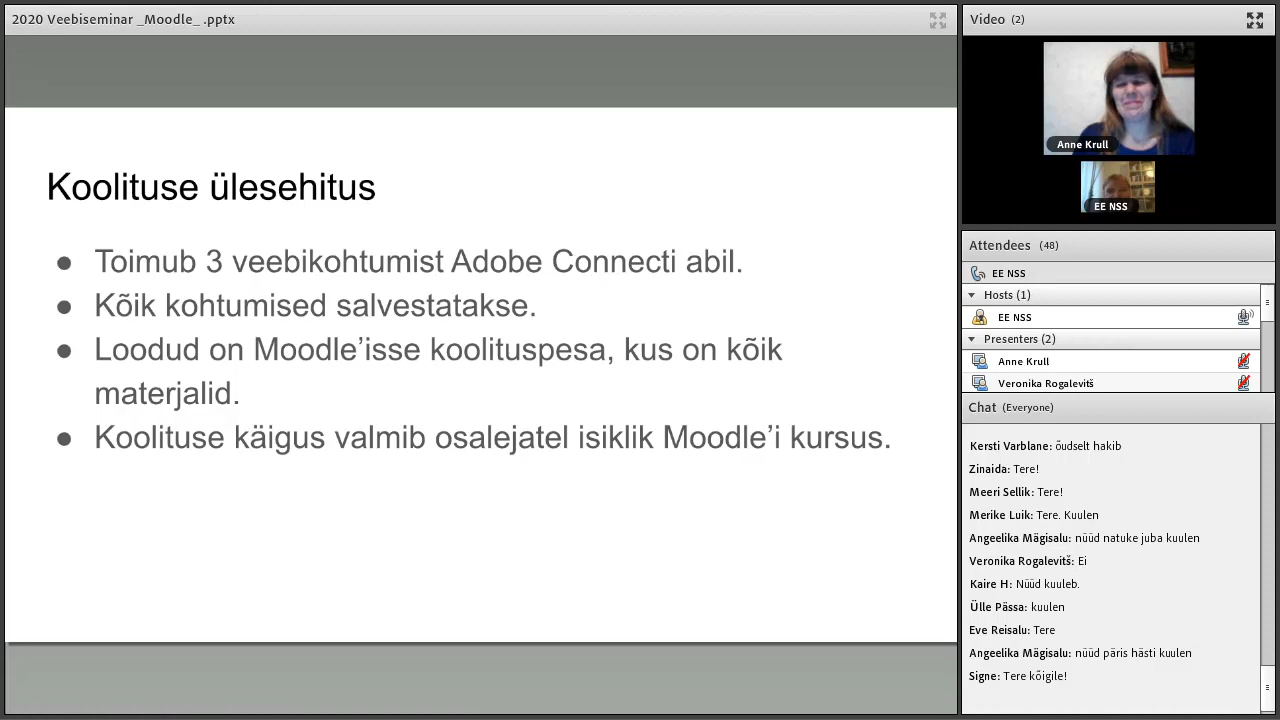 2020 Veebiseminar _Moodle_ .pptx
Koolituse ülesehitus
● Toimub 3 veebikohtumist Adobe Connecti abil.
● Kõik kohtumised salvestatakse.
● Loodud on Moodle’isse koolituspesa, kus on kõik
materjalid.
● Koolituse käigus valmib osalejatel isiklik Moodle’i kursus.
Video (2)
Anne Krull
EE NSS
Attendees (48)
EE NSS
Hosts (1)
EE NSS
Presenters (2)
Anne Krull
Veronika Rogalevitš
Chat (Everyone)
Kersti Varblane: õudselt hakib
Zinaida: Tere!
Meeri Sellik: Tere!
Merike Luik: Tere. Kuulen
Angeelika Mägisalu: nüüd natuke juba kuulen
Veronika Rogalevitš: Ei
Kaire H: Nüüd kuuleb.
Ülle Pässa: kuulen
Eve Reisalu: Tere
Angeelika Mägisalu: nüüd päris hästi kuulen
Signe: Tere kõigile!